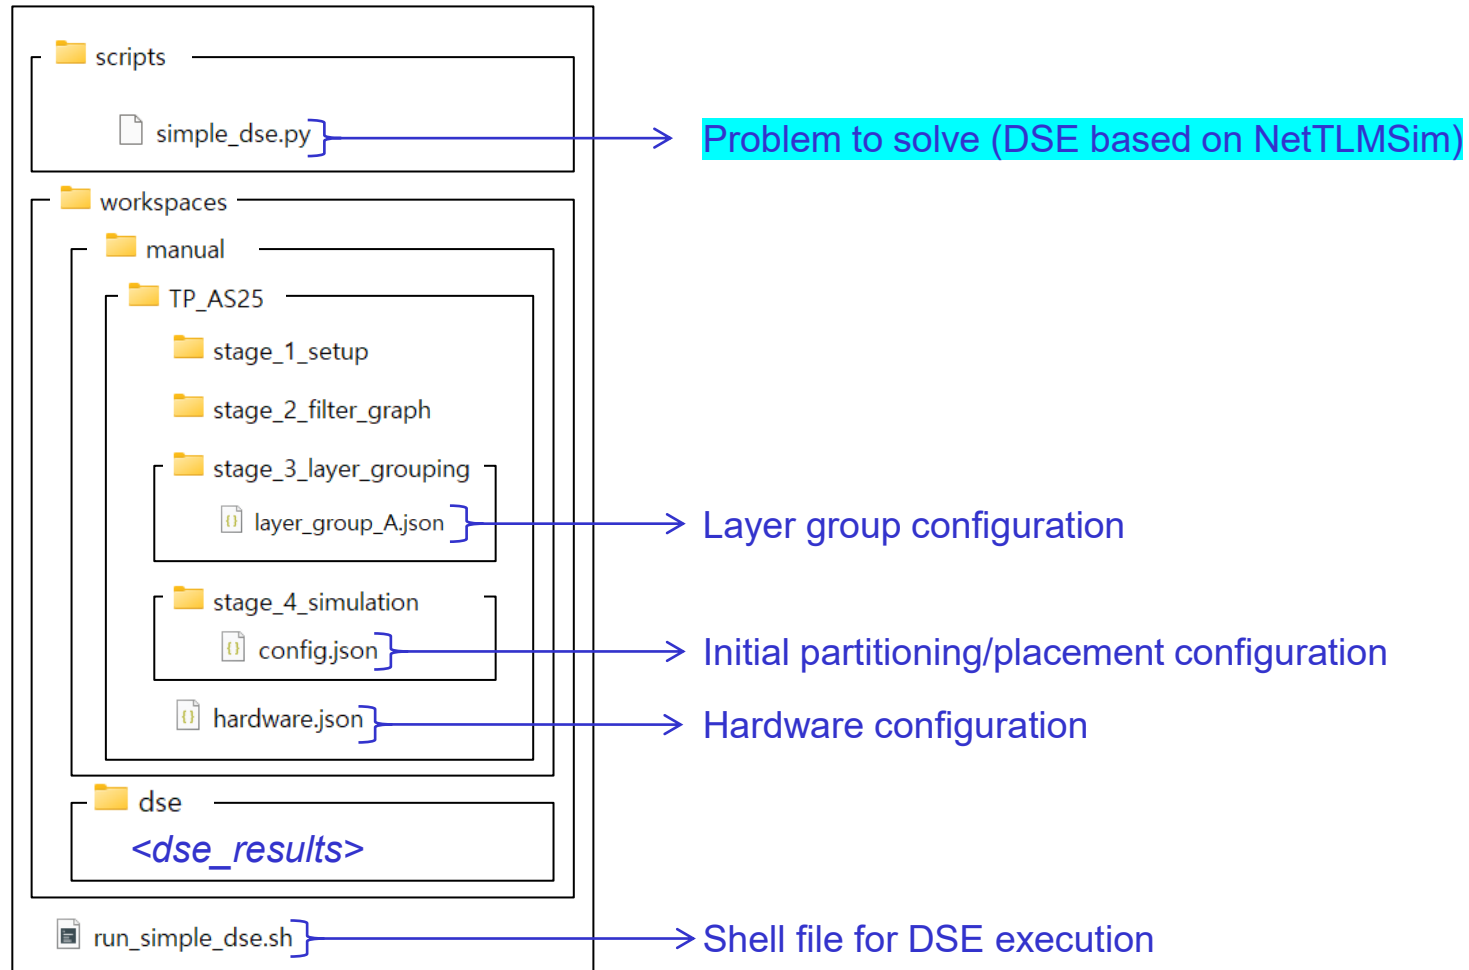 scripts
simple_dse.py
Problem to solve (DSE based on NetTLMSim)
workspaces
manual
TP_AS25
stage_1_setup
stage_2_filter_graph
stage_3_layer_grouping
layer_group_A.json
Layer group configuration
stage_4_simulation
config.json
Initial partitioning/placement configuration
hardware.json
Hardware configuration
dse
<dse_results>
run_simple_dse.sh
Shell file for DSE execution